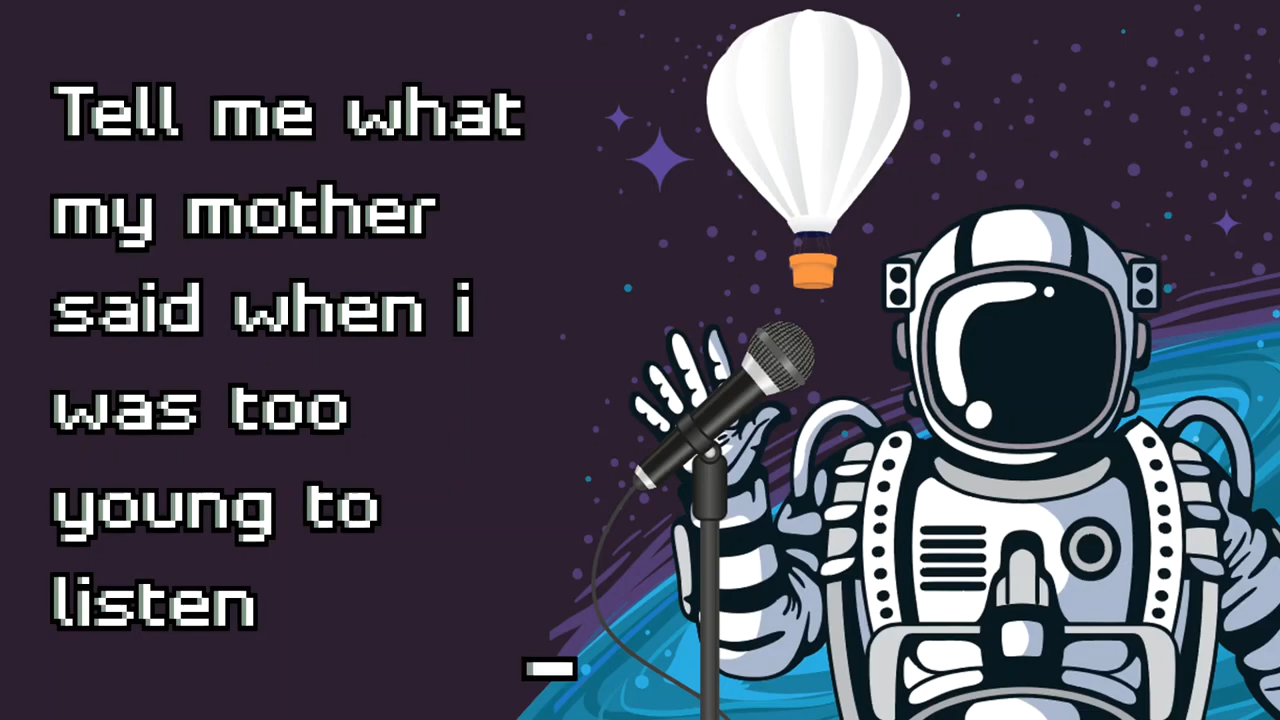 Tell me what
my mother
said when i
was too
young to
listen
_